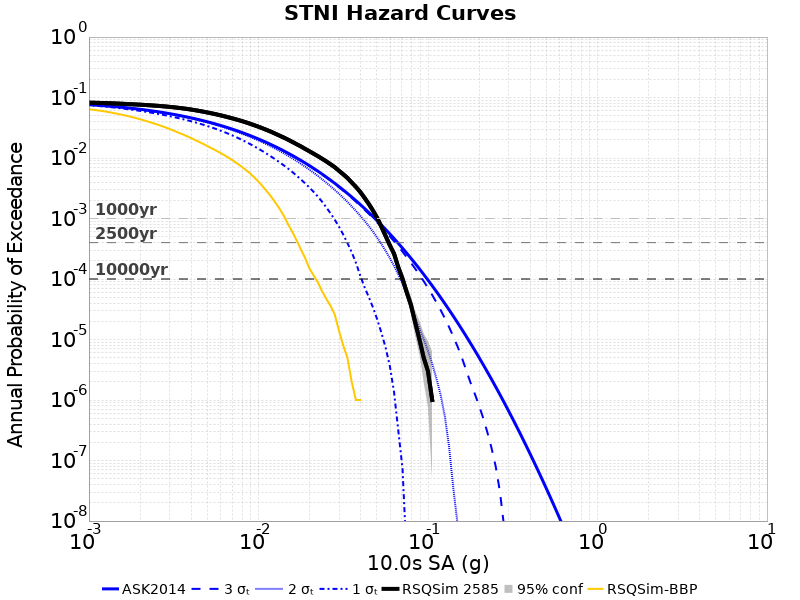 STNI Hazard Curves
10^0
10^-1
10^-2
10^-3
10^-4
10^-5
10^-6
10^-7
10^-8
Annual Probability of Exceedance
1000yr
2500yr
10000yr
10^-3 10^-2 10^-1 10^0 10^1
10.0s SA (g)
ASK2014 3 σₜ 2 σₜ 1 σₜ RSQSim 2585 95% conf RSQSim-BBP